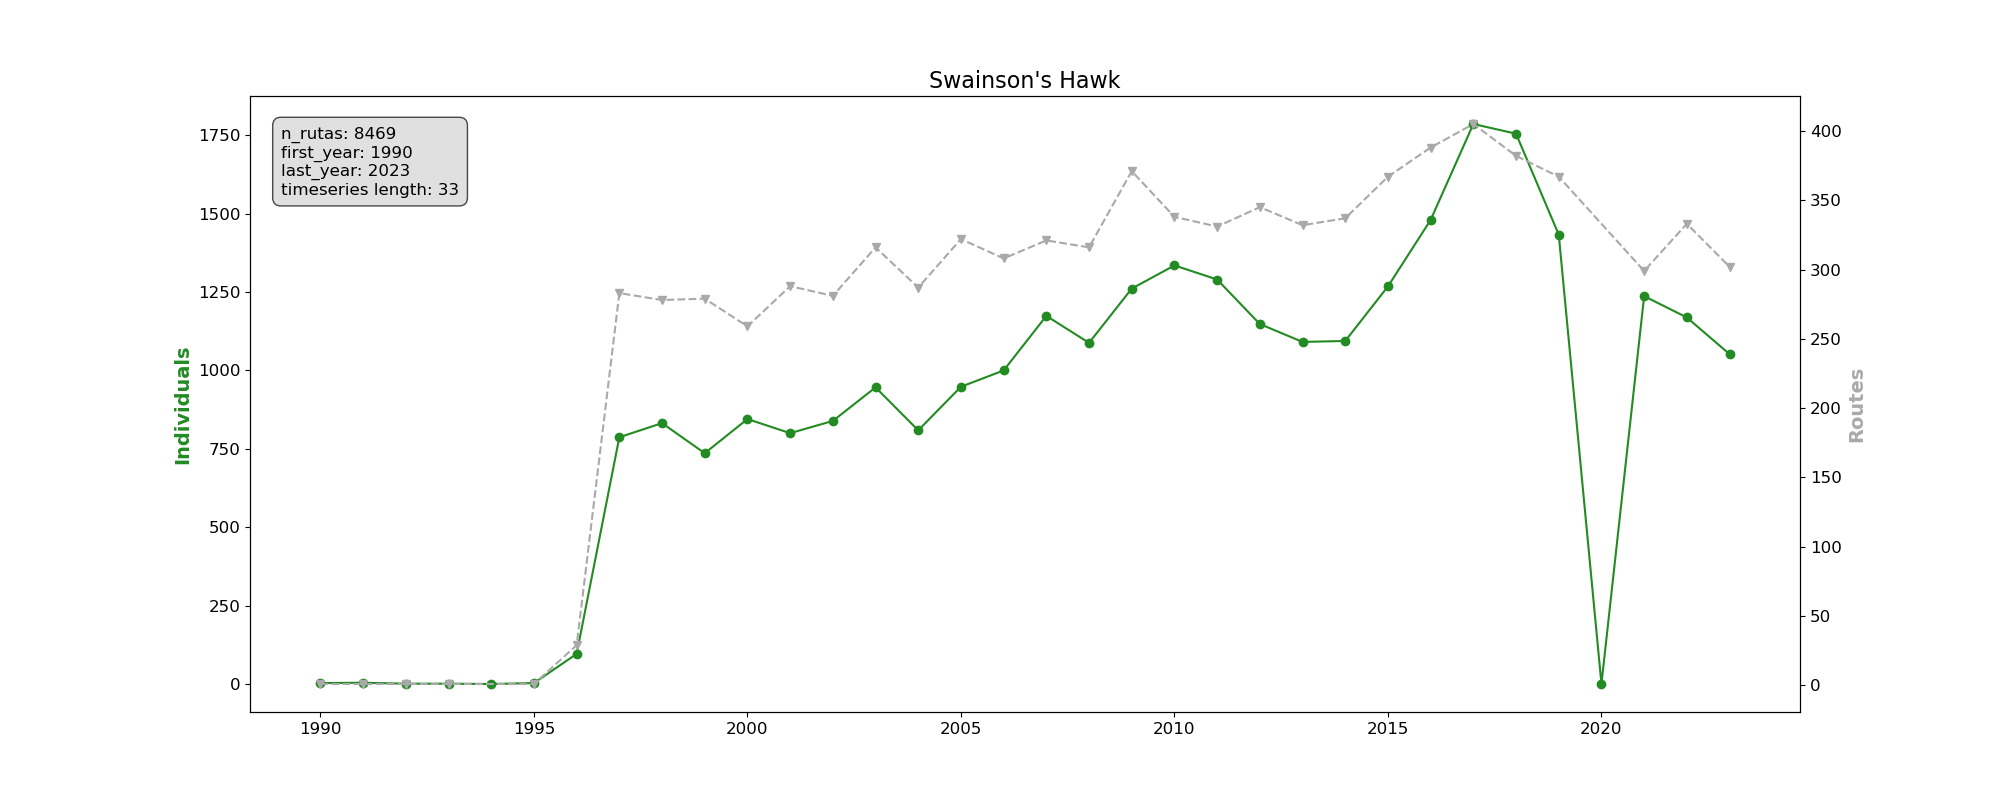 Swainson's Hawk
n_rutas: 8469
first_year: 1990
last_year: 2023
timeseries length: 33
1750
1500
1250
1000
750
500
250
0
Individuals
400
350
300
250
200
150
100
50
0
Routes
1990 1995 2000 2005 2010 2015 2020